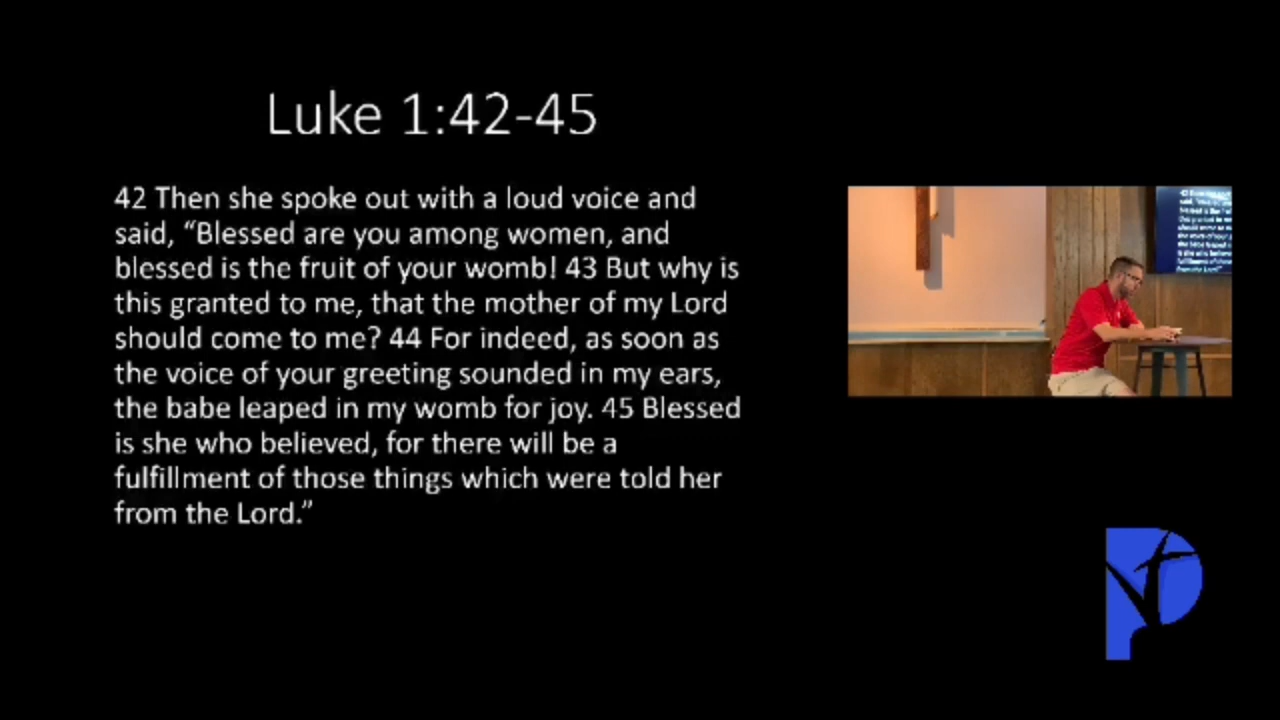 Luke 1:42-45
42 Then she spoke out with a loud voice and
said, “Blessed are you among women, and
blessed is the fruit of your womb! 43 But why is
this granted to me, that the mother of my Lord
should come to me? 44 For indeed, as soon as
the voice of your greeting sounded in my ears,
the babe leaped in my womb for joy. 45 Blessed
is she who believed, for there will be a
fulfillment of those things which were told her
from the Lord.”